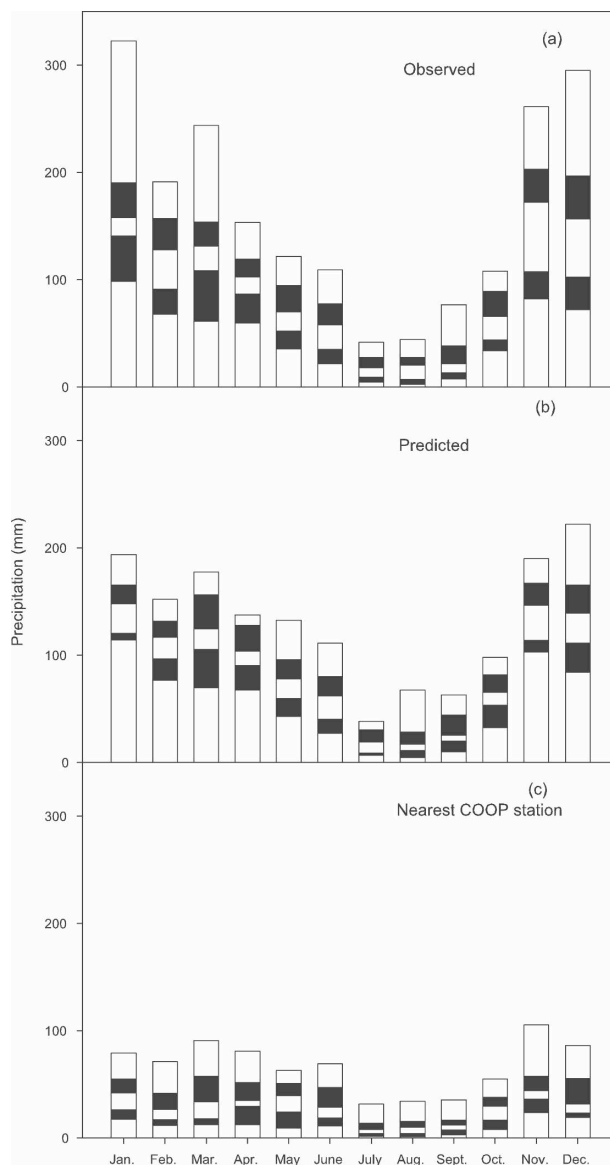 (a)
Observed
300
200
100
0
(b)
Predicted
300
200
100
0
Precipitation (mm)
(c)
Nearest COOP station
300
200
100
0
Jan. Feb. Mar. Apr. May June July Aug. Sept. Oct. Nov. Dec.